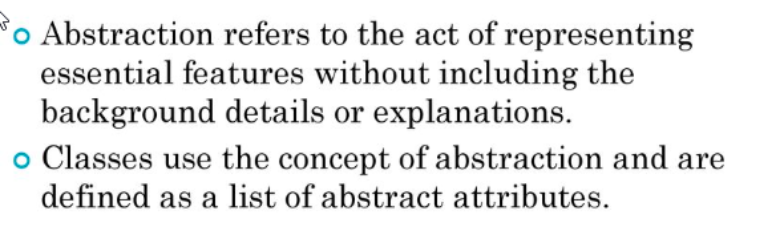 Abstraction refers to the act of representing
essential features without including the
background details or explanations.
Classes use the concept of abstraction and are
defined as a list of abstract attributes.